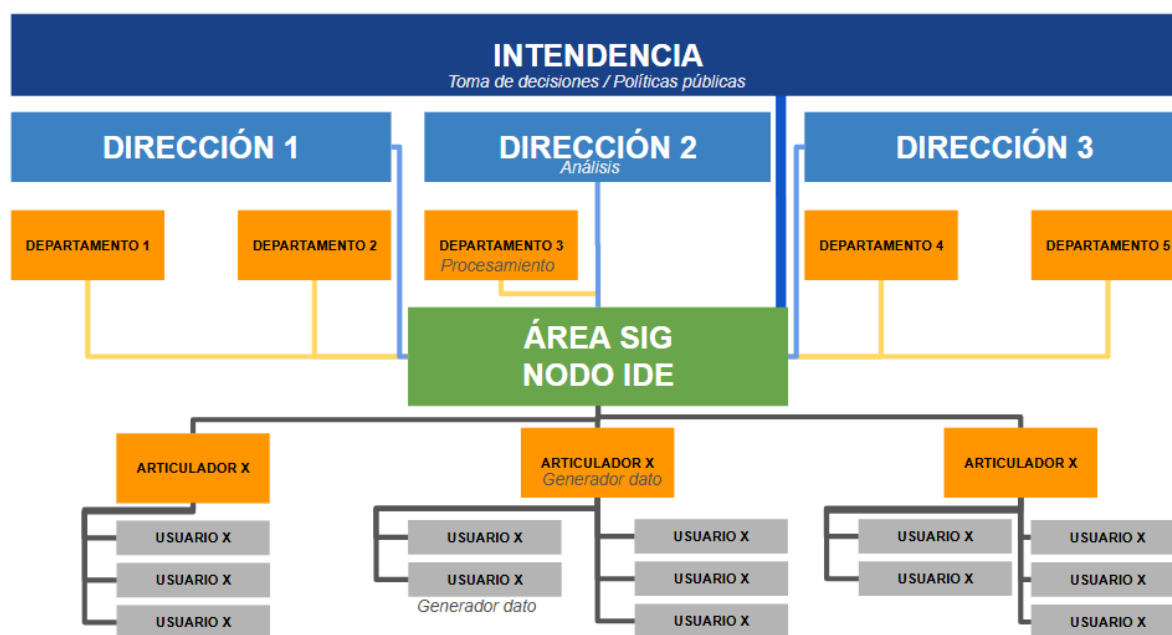 INTENDENCIA
Toma de decisiones / Políticas públicas
DIRECCIÓN 1
DIRECCIÓN 2
Análisis
DIRECCIÓN 3
DEPARTAMENTO 1
DEPARTAMENTO 2
DEPARTAMENTO 3
Procesamiento
DEPARTAMENTO 4
DEPARTAMENTO 5
ÁREA SIG
NODO IDE
ARTICULADOR X
ARTICULADOR X
Generador dato
ARTICULADOR X
USUARIO X
USUARIO X
USUARIO X
USUARIO X
USUARIO X
Generador dato
USUARIO X
USUARIO X
USUARIO X
USUARIO X
USUARIO X
USUARIO X
USUARIO X
USUARIO X